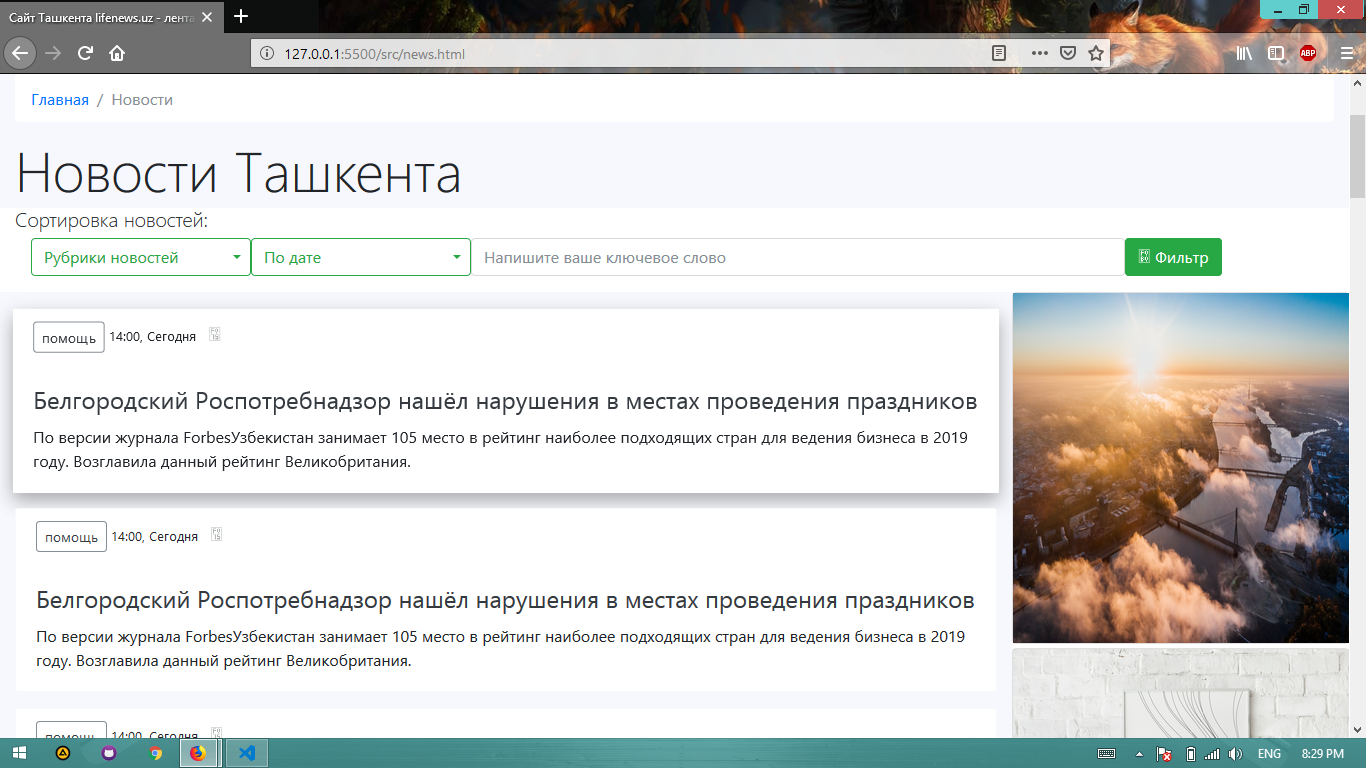 Сайт Ташкента lifenews.uz - лента
127.0.0.1:5500/src/news.html
ABP
Главная / Новости
Новости Ташкента
Сортировка новостей:
Рубрики новостей
По дате
Напишите ваше ключевое слово
Фильтр
помощь 14:00, Сегодня
Белгородский Роспотребнадзор нашёл нарушения в местах проведения праздников
По версии журнала ForbesУзбекистан занимает 105 место в рейтинг наиболее подходящих стран для ведения бизнеса в 2019
году. Возглавила данный рейтинг Великобритания.
помощь 14:00, Сегодня
Белгородский Роспотребнадзор нашёл нарушения в местах проведения праздников
По версии журнала ForbesУзбекистан занимает 105 место в рейтинг наиболее подходящих стран для ведения бизнеса в 2019
году. Возглавила данный рейтинг Великобритания.
помощь 14:00, Сегодня
ENG
8:29 PM